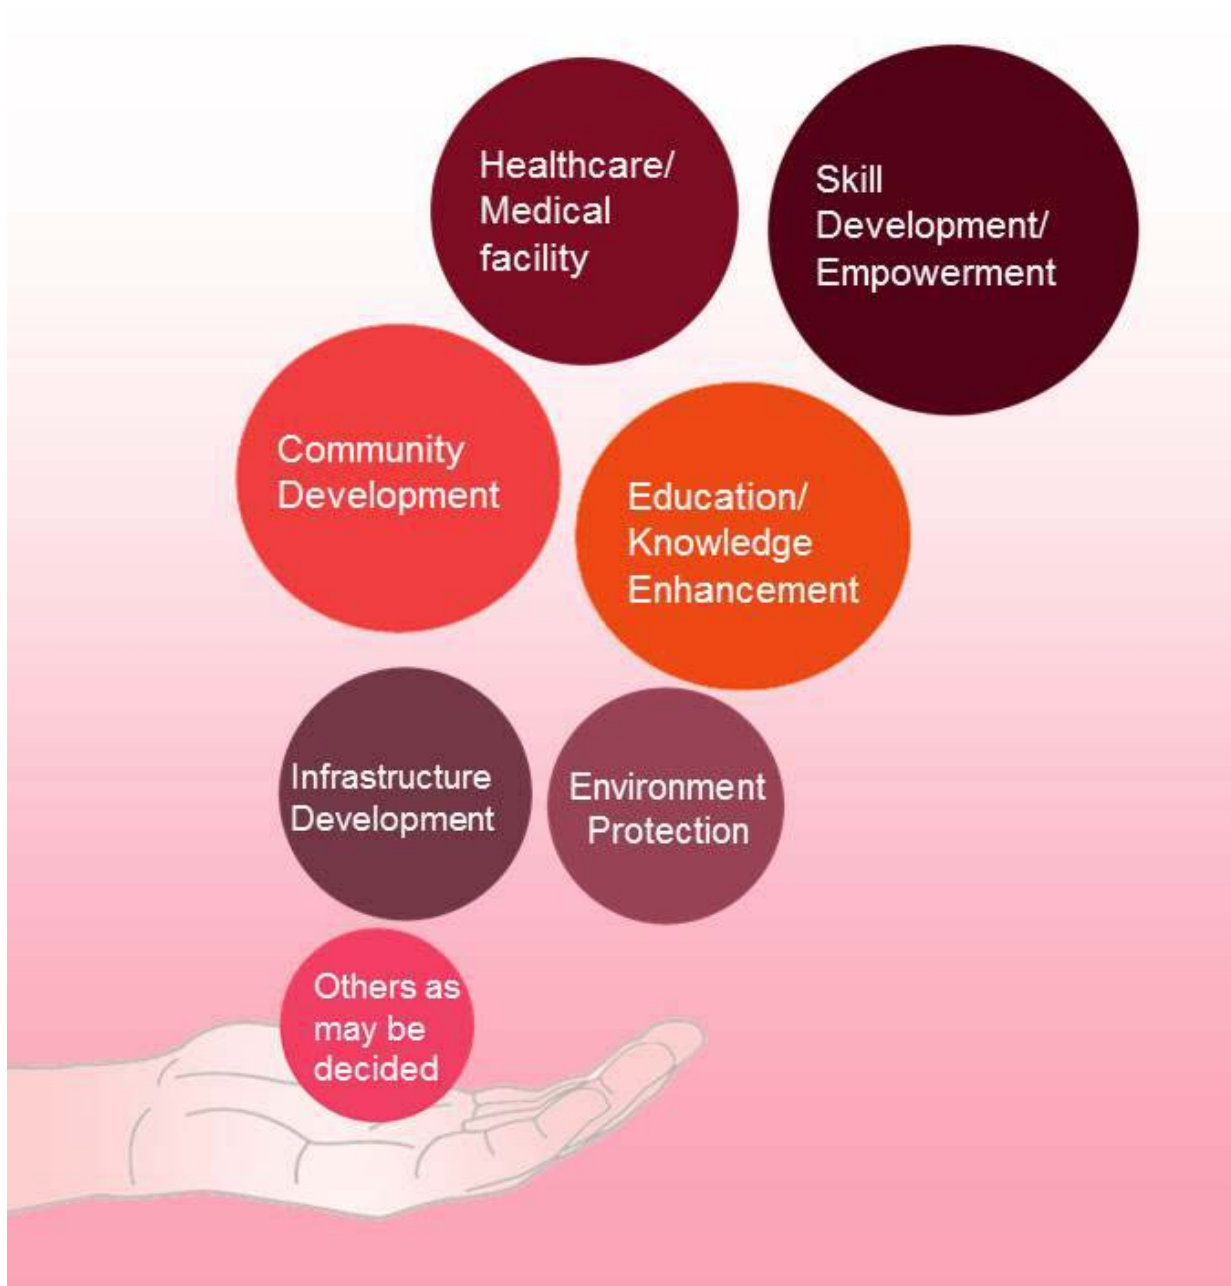 Healthcare/
Medical
facility
Skill
Development/
Empowerment
Community
Development
Education/
Knowledge
Enhancement
Infrastructure
Development
Environment
Protection
Others as
may be
decided